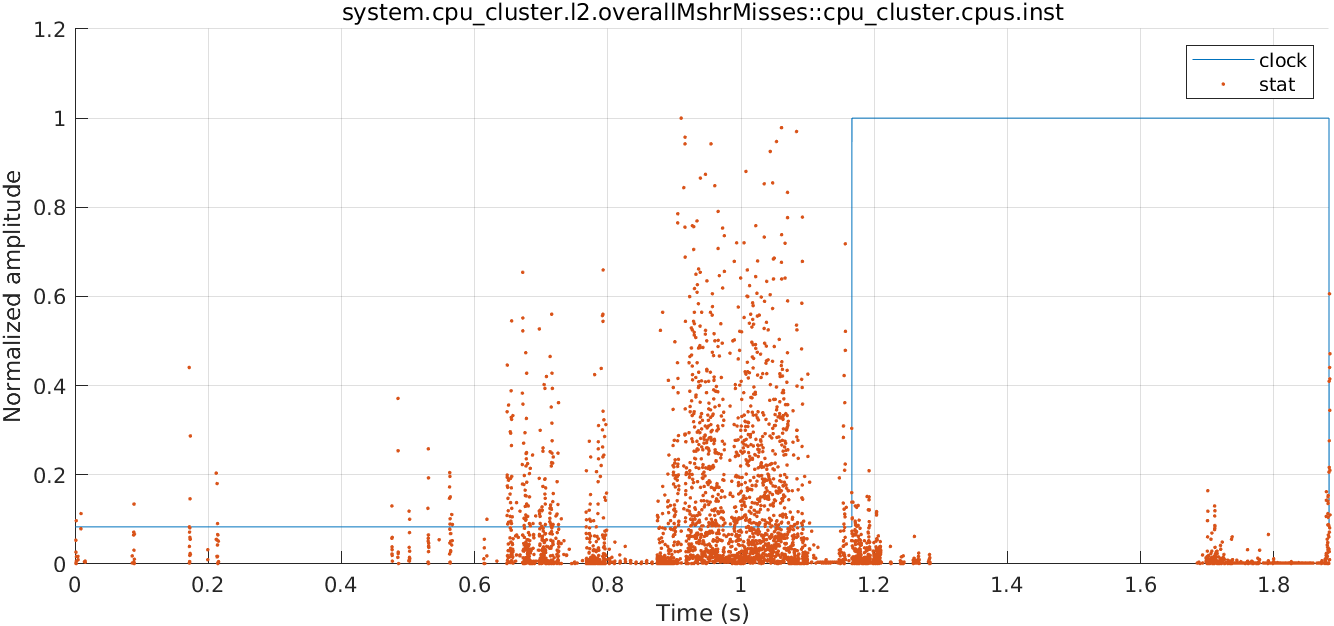 system.cpu_cluster.l2.overallMshrMisses::cpu_cluster.cpus.inst
1.2
1
0.8
0.6
0.4
0.2
0
Normalized amplitude
clock
stat
0 0.2 0.4 0.6 0.8 1 1.2 1.4 1.6 1.8
Time (s)